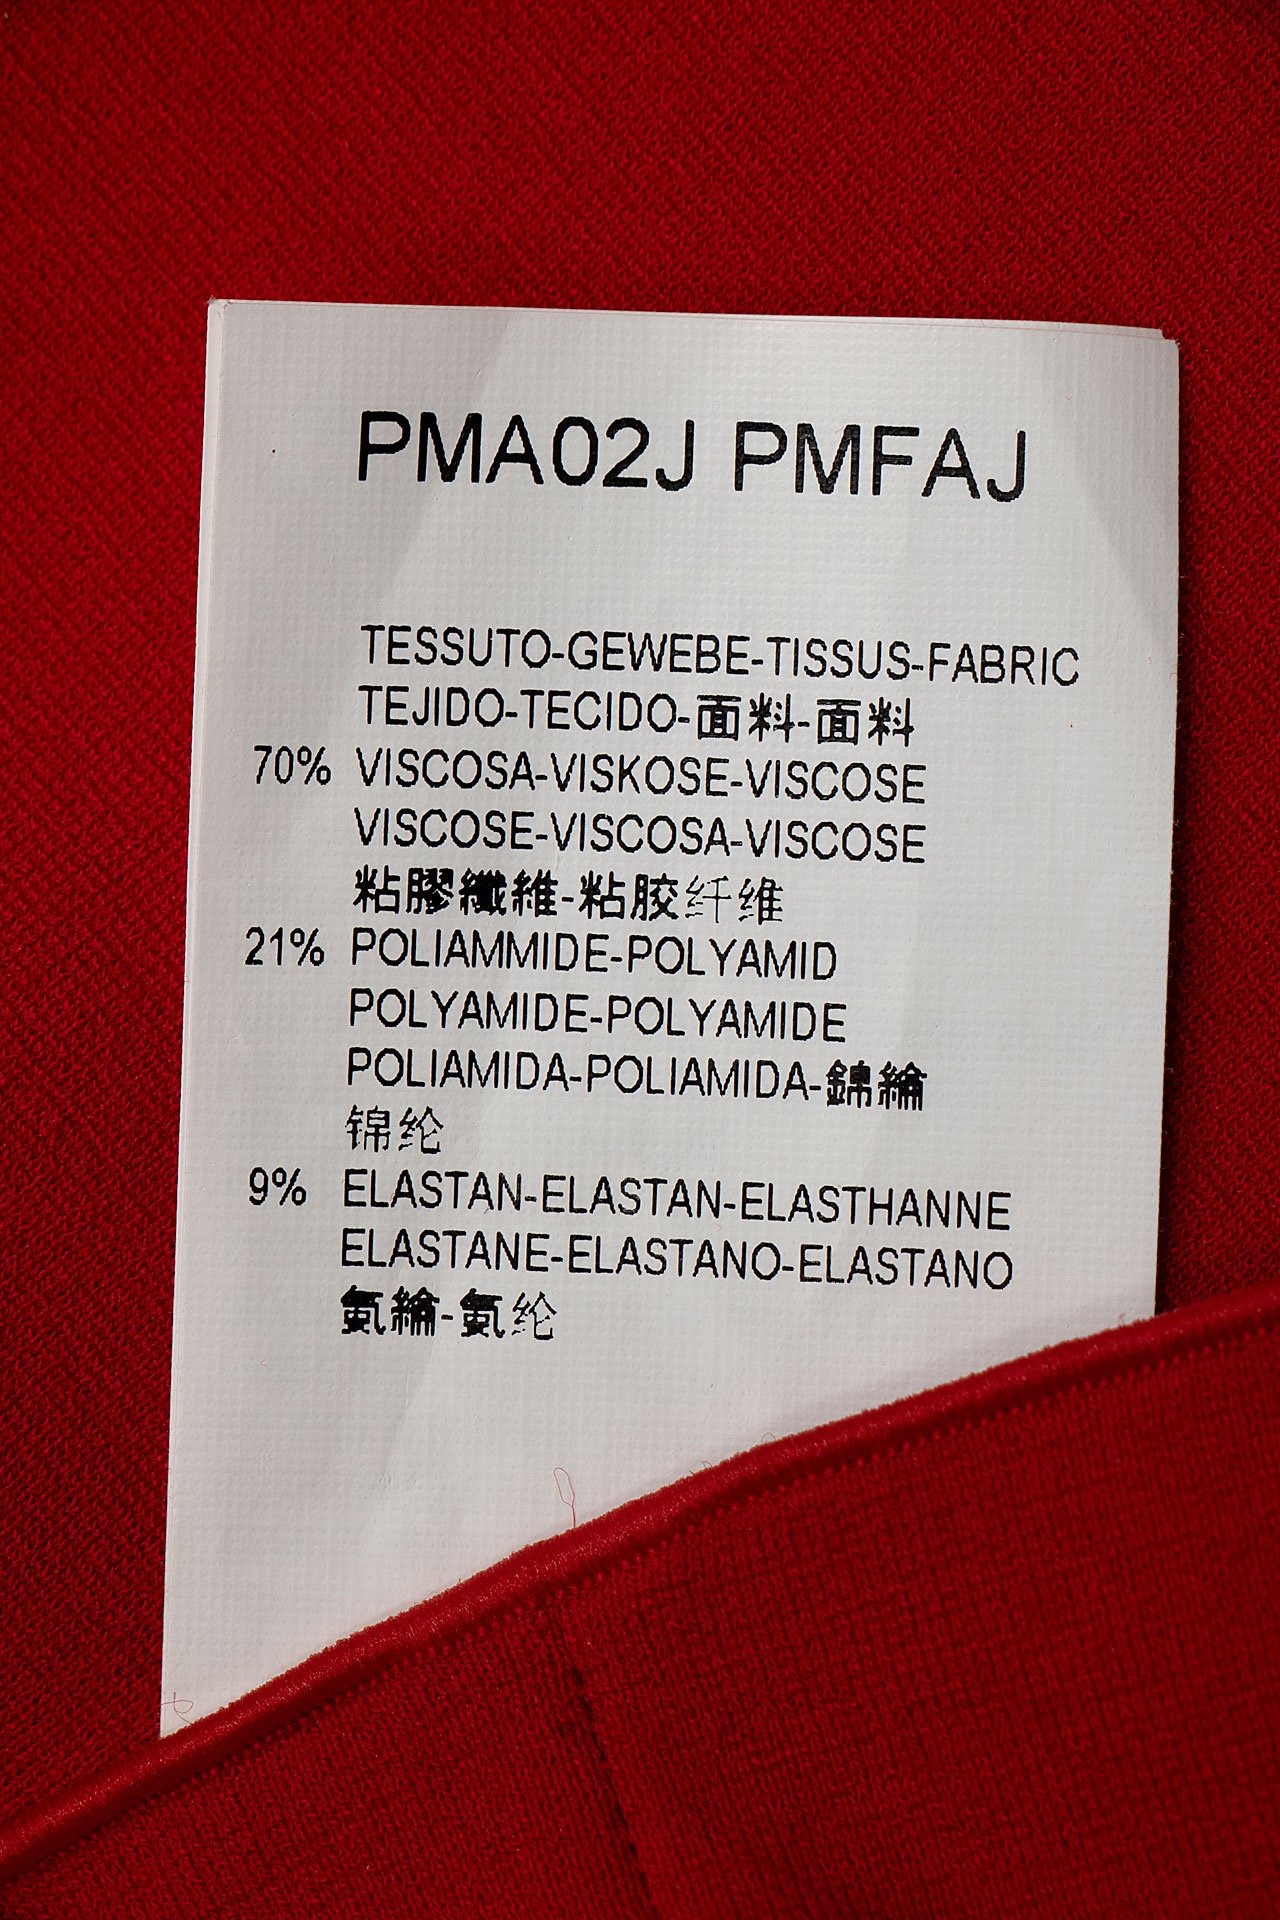 PMA02J PMFAJ
TESSUTO-GEWEBE-TISSUS-FABRIC
TEJIDO-TECIDO-面料-面料
70% VISCOSA-VISKOSE-VISCOSE
VISCOSE-VISCOSA-VISCOSE
粘膠纖維-粘胶纤维
21% POLIAMMIDE-POLYAMID
POLYAMIDE-POLYAMIDE
POLIAMIDA-POLIAMIDA-錦綸
锦纶
9% ELASTAN-ELASTAN-ELASTHANNE
ELASTANE-ELASTANO-ELASTANO
氨綸-氨纶